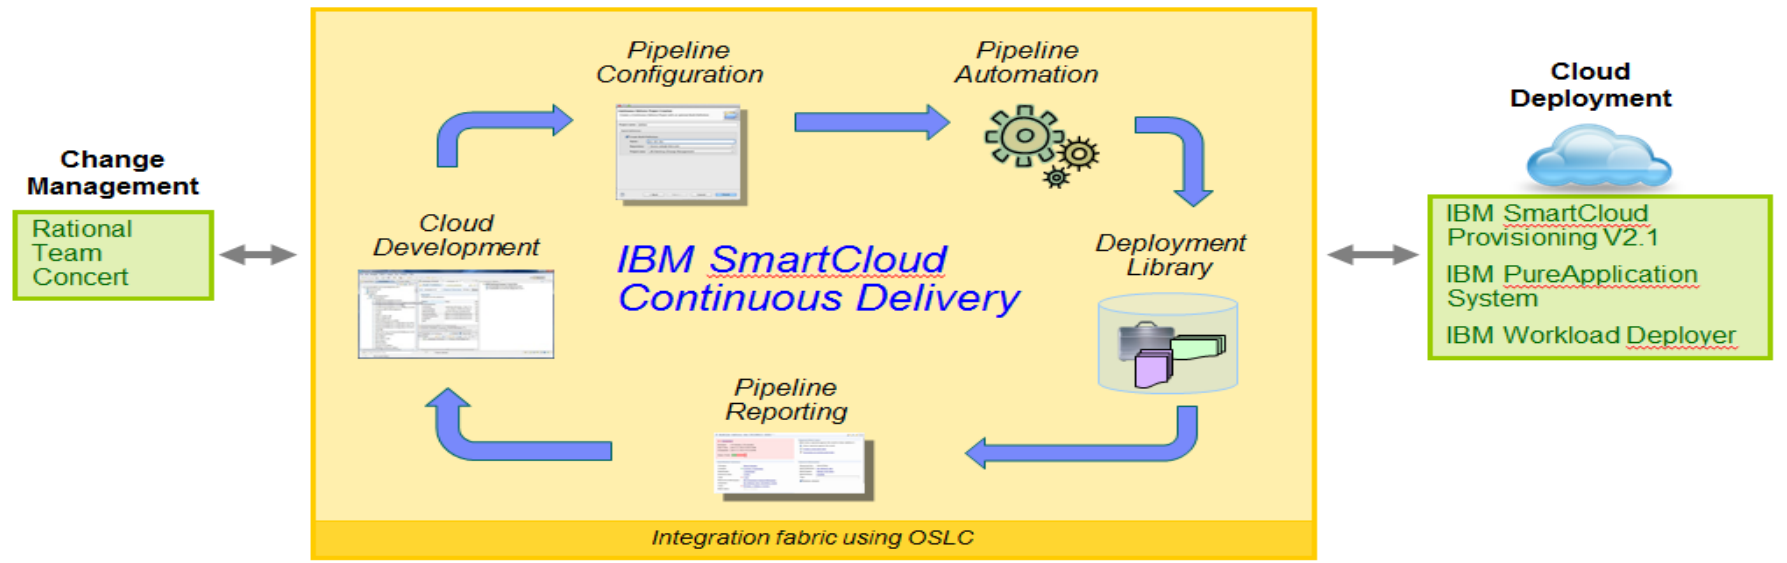 Change
Management
Rational
Team
Concert
Pipeline
Configuration
Pipeline
Automation
Cloud
Development
IBM SmartCloud
Continuous Delivery
Deployment
Library
Pipeline
Reporting
Integration fabric using OSLC
Cloud
Deployment
IBM SmartCloud
Provisioning V2.1
IBM PureApplication
System
IBM Workload Deployer